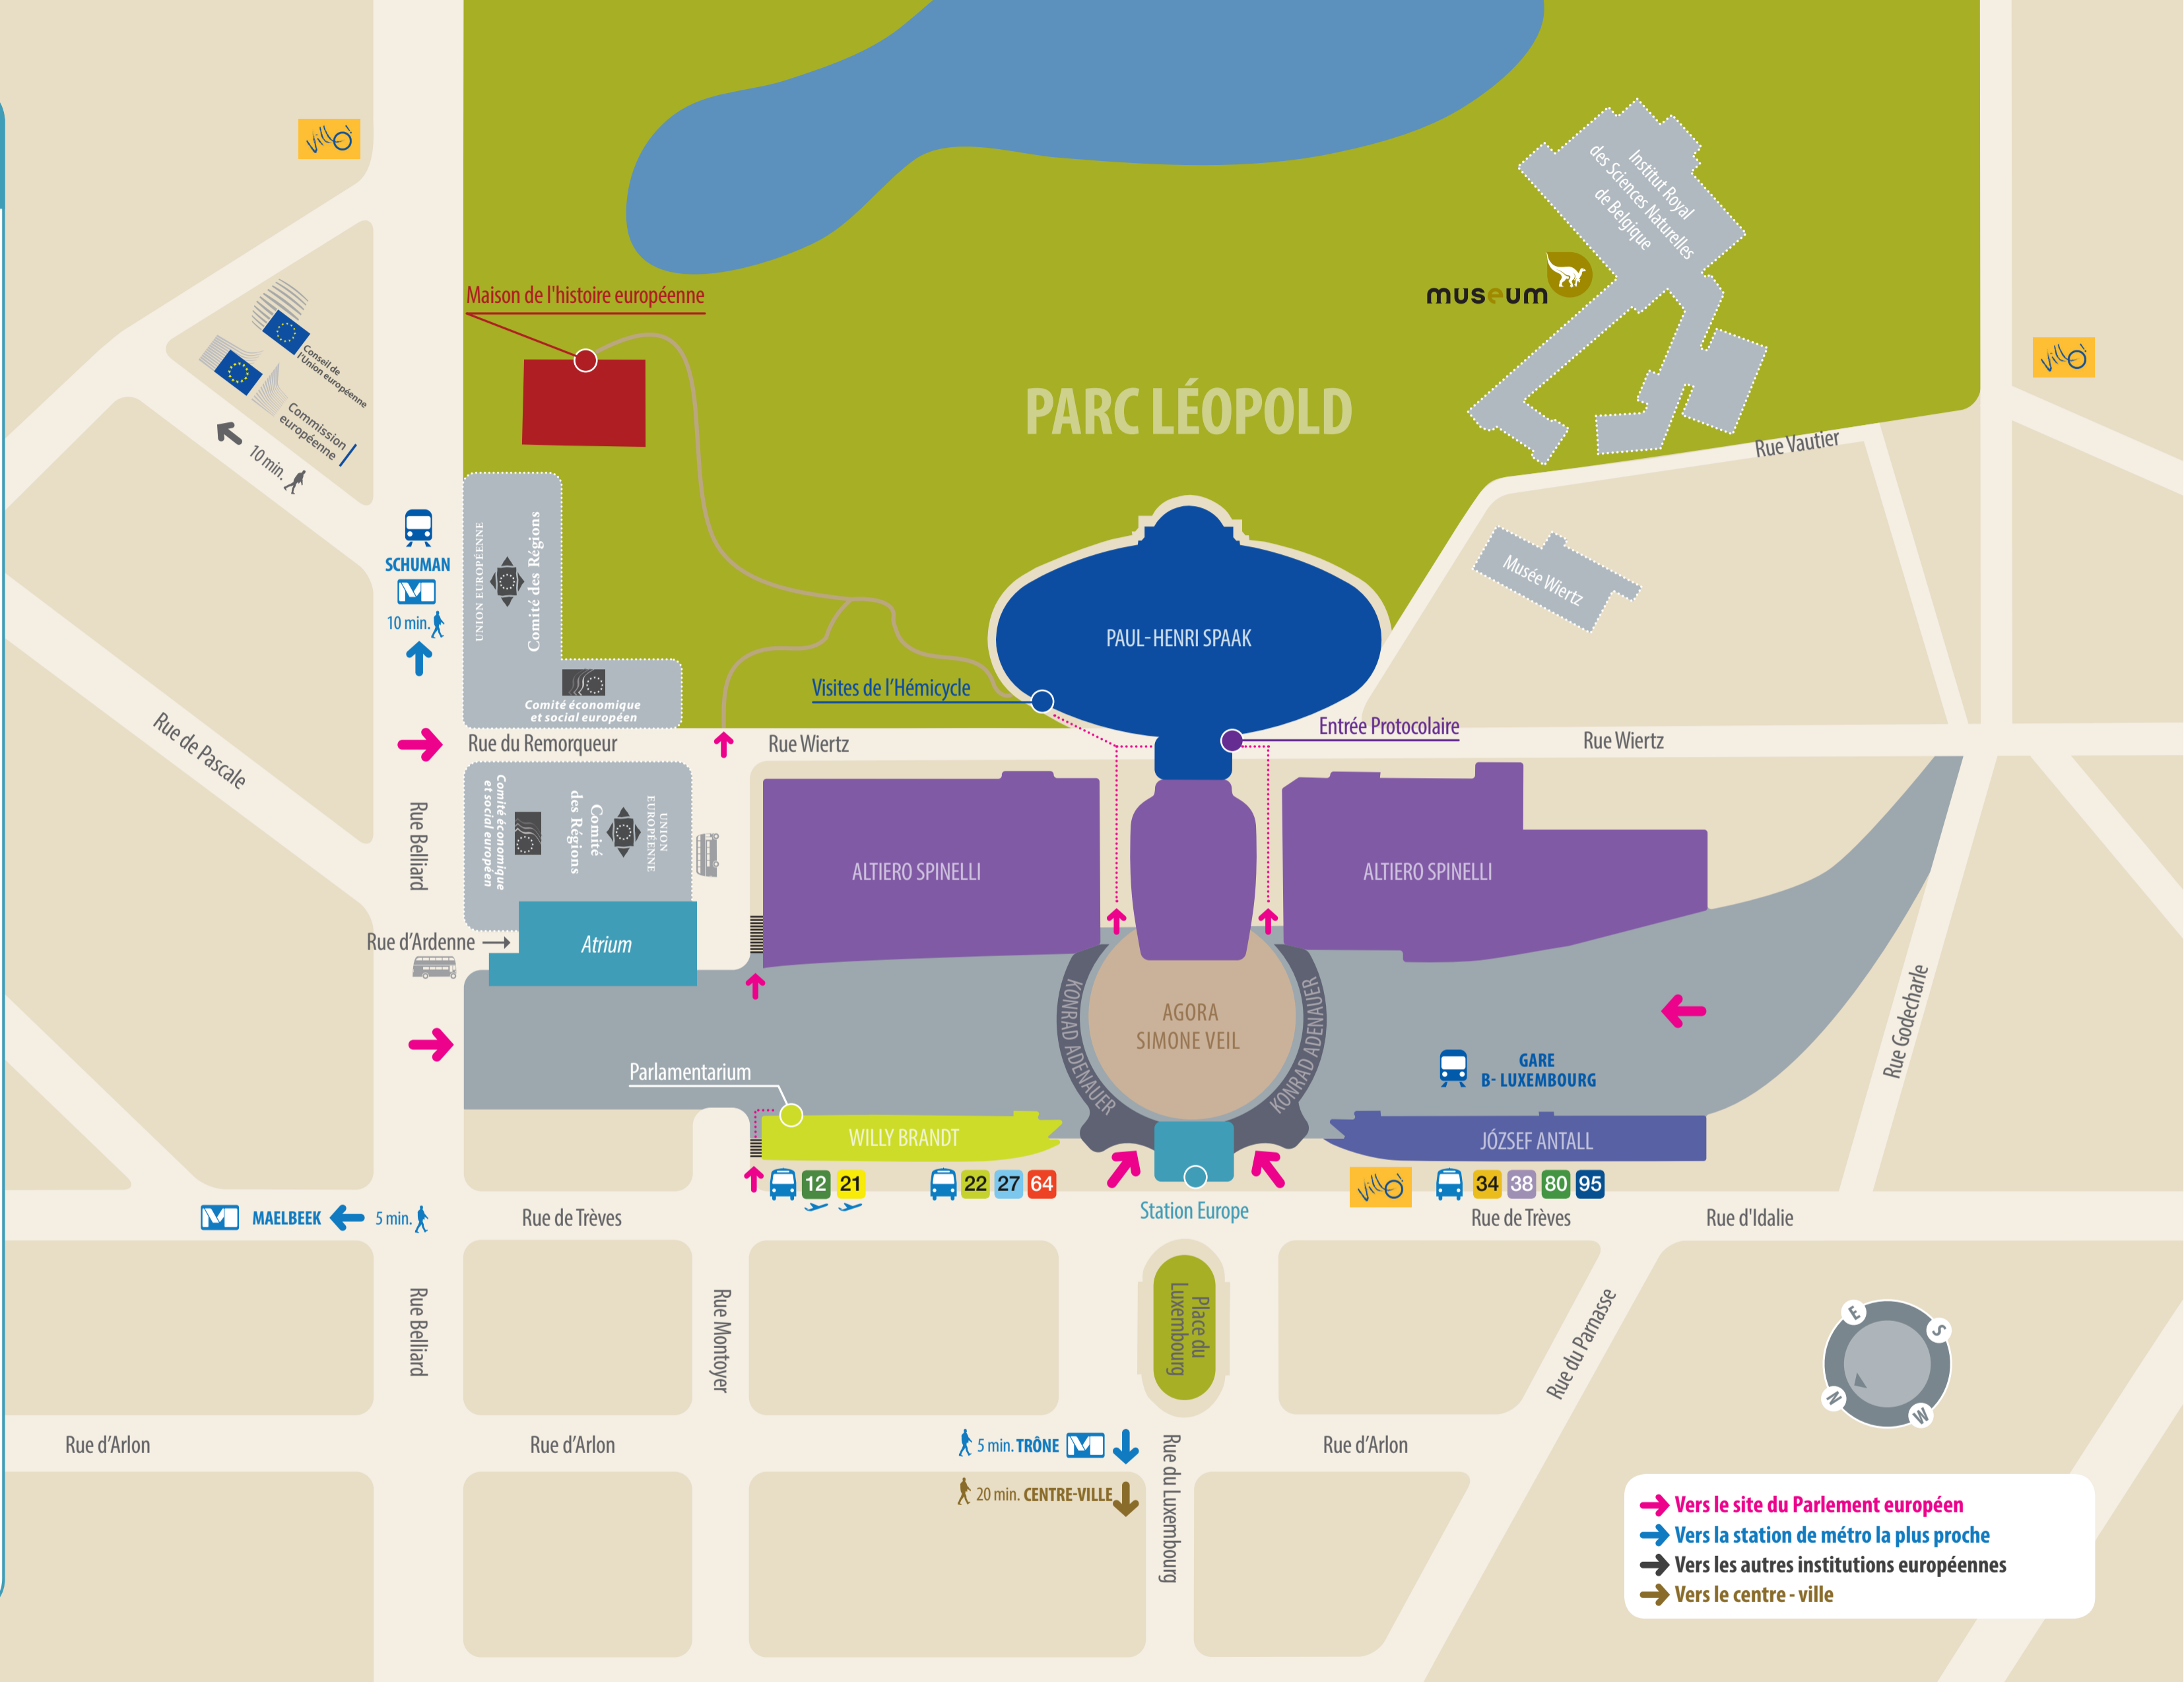 Villo!
Institut Royal
des Sciences Naturelles
de Belgique
museum
Maison de l'histoire européenne
Conseil de
l'Union européenne
Commission
européenne
10 min.
Villo!
PARC LÉOPOLD
Rue Vautier
SCHUMAN
M
10 min.
UNION EUROPÉENNE
Comité des Régions
Musée Wiertz
PAUL-HENRI SPAAK
Comité économique
et social européen
Visites de l'Hémicycle
Entrée Protocolaire
Rue de Pascale
Rue du Remorqueur
Rue Wiertz
Rue Wiertz
Rue Belliard
Comité économique
et social européen
Comité
des Régions
UNION
EUROPÉENNE
ALTIERO SPINELLI
ALTIERO SPINELLI
Rue d'Ardenne
Atrium
AGORA
SIMONE VEIL
KONRAD ADENAUER
KONRAD ADENAUER
Rue Godecharle
Parlamentarium
GARE
B- LUXEMBOURG
WILLY BRANDT
JÓZSEF ANTALL
12 21
22 27 64
Villo!
34 38 80 95
M MAELBEEK 5 min.
Rue de Trèves
Station Europe
Rue de Trèves
Rue d'Idalie
Rue Belliard
Rue Montoyer
Place du
Luxembourg
Rue du Parnasse
E
S
N
W
Rue d'Arlon
Rue d'Arlon
5 min. TRÔNE M
Rue d'Arlon
20 min. CENTRE-VILLE
Rue du Luxembourg
Vers le site du Parlement européen
Vers la station de métro la plus proche
Vers les autres institutions européennes
Vers le centre - ville